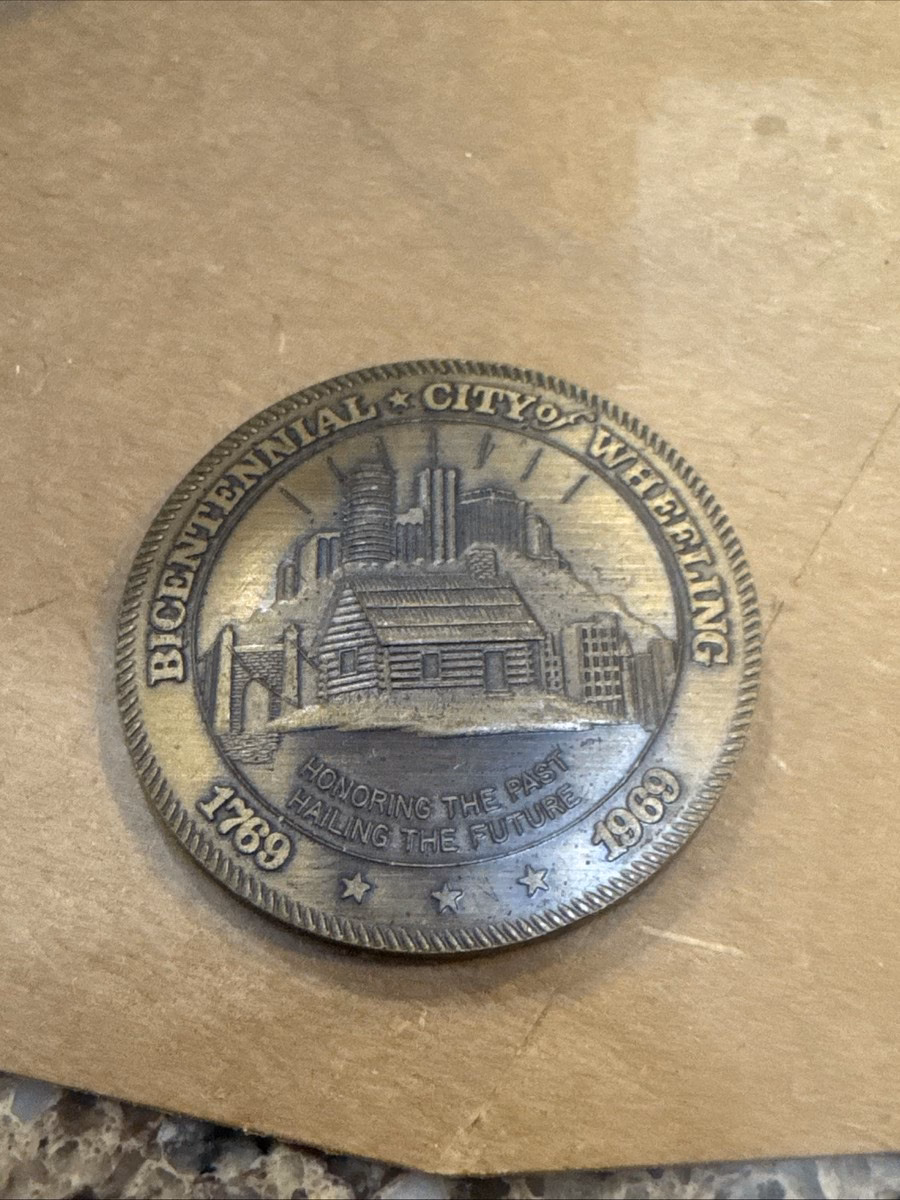 BICENTENNIAL ★ CITY of WHEELING
HONORING THE PAST
HAILING THE FUTURE
1769 1969